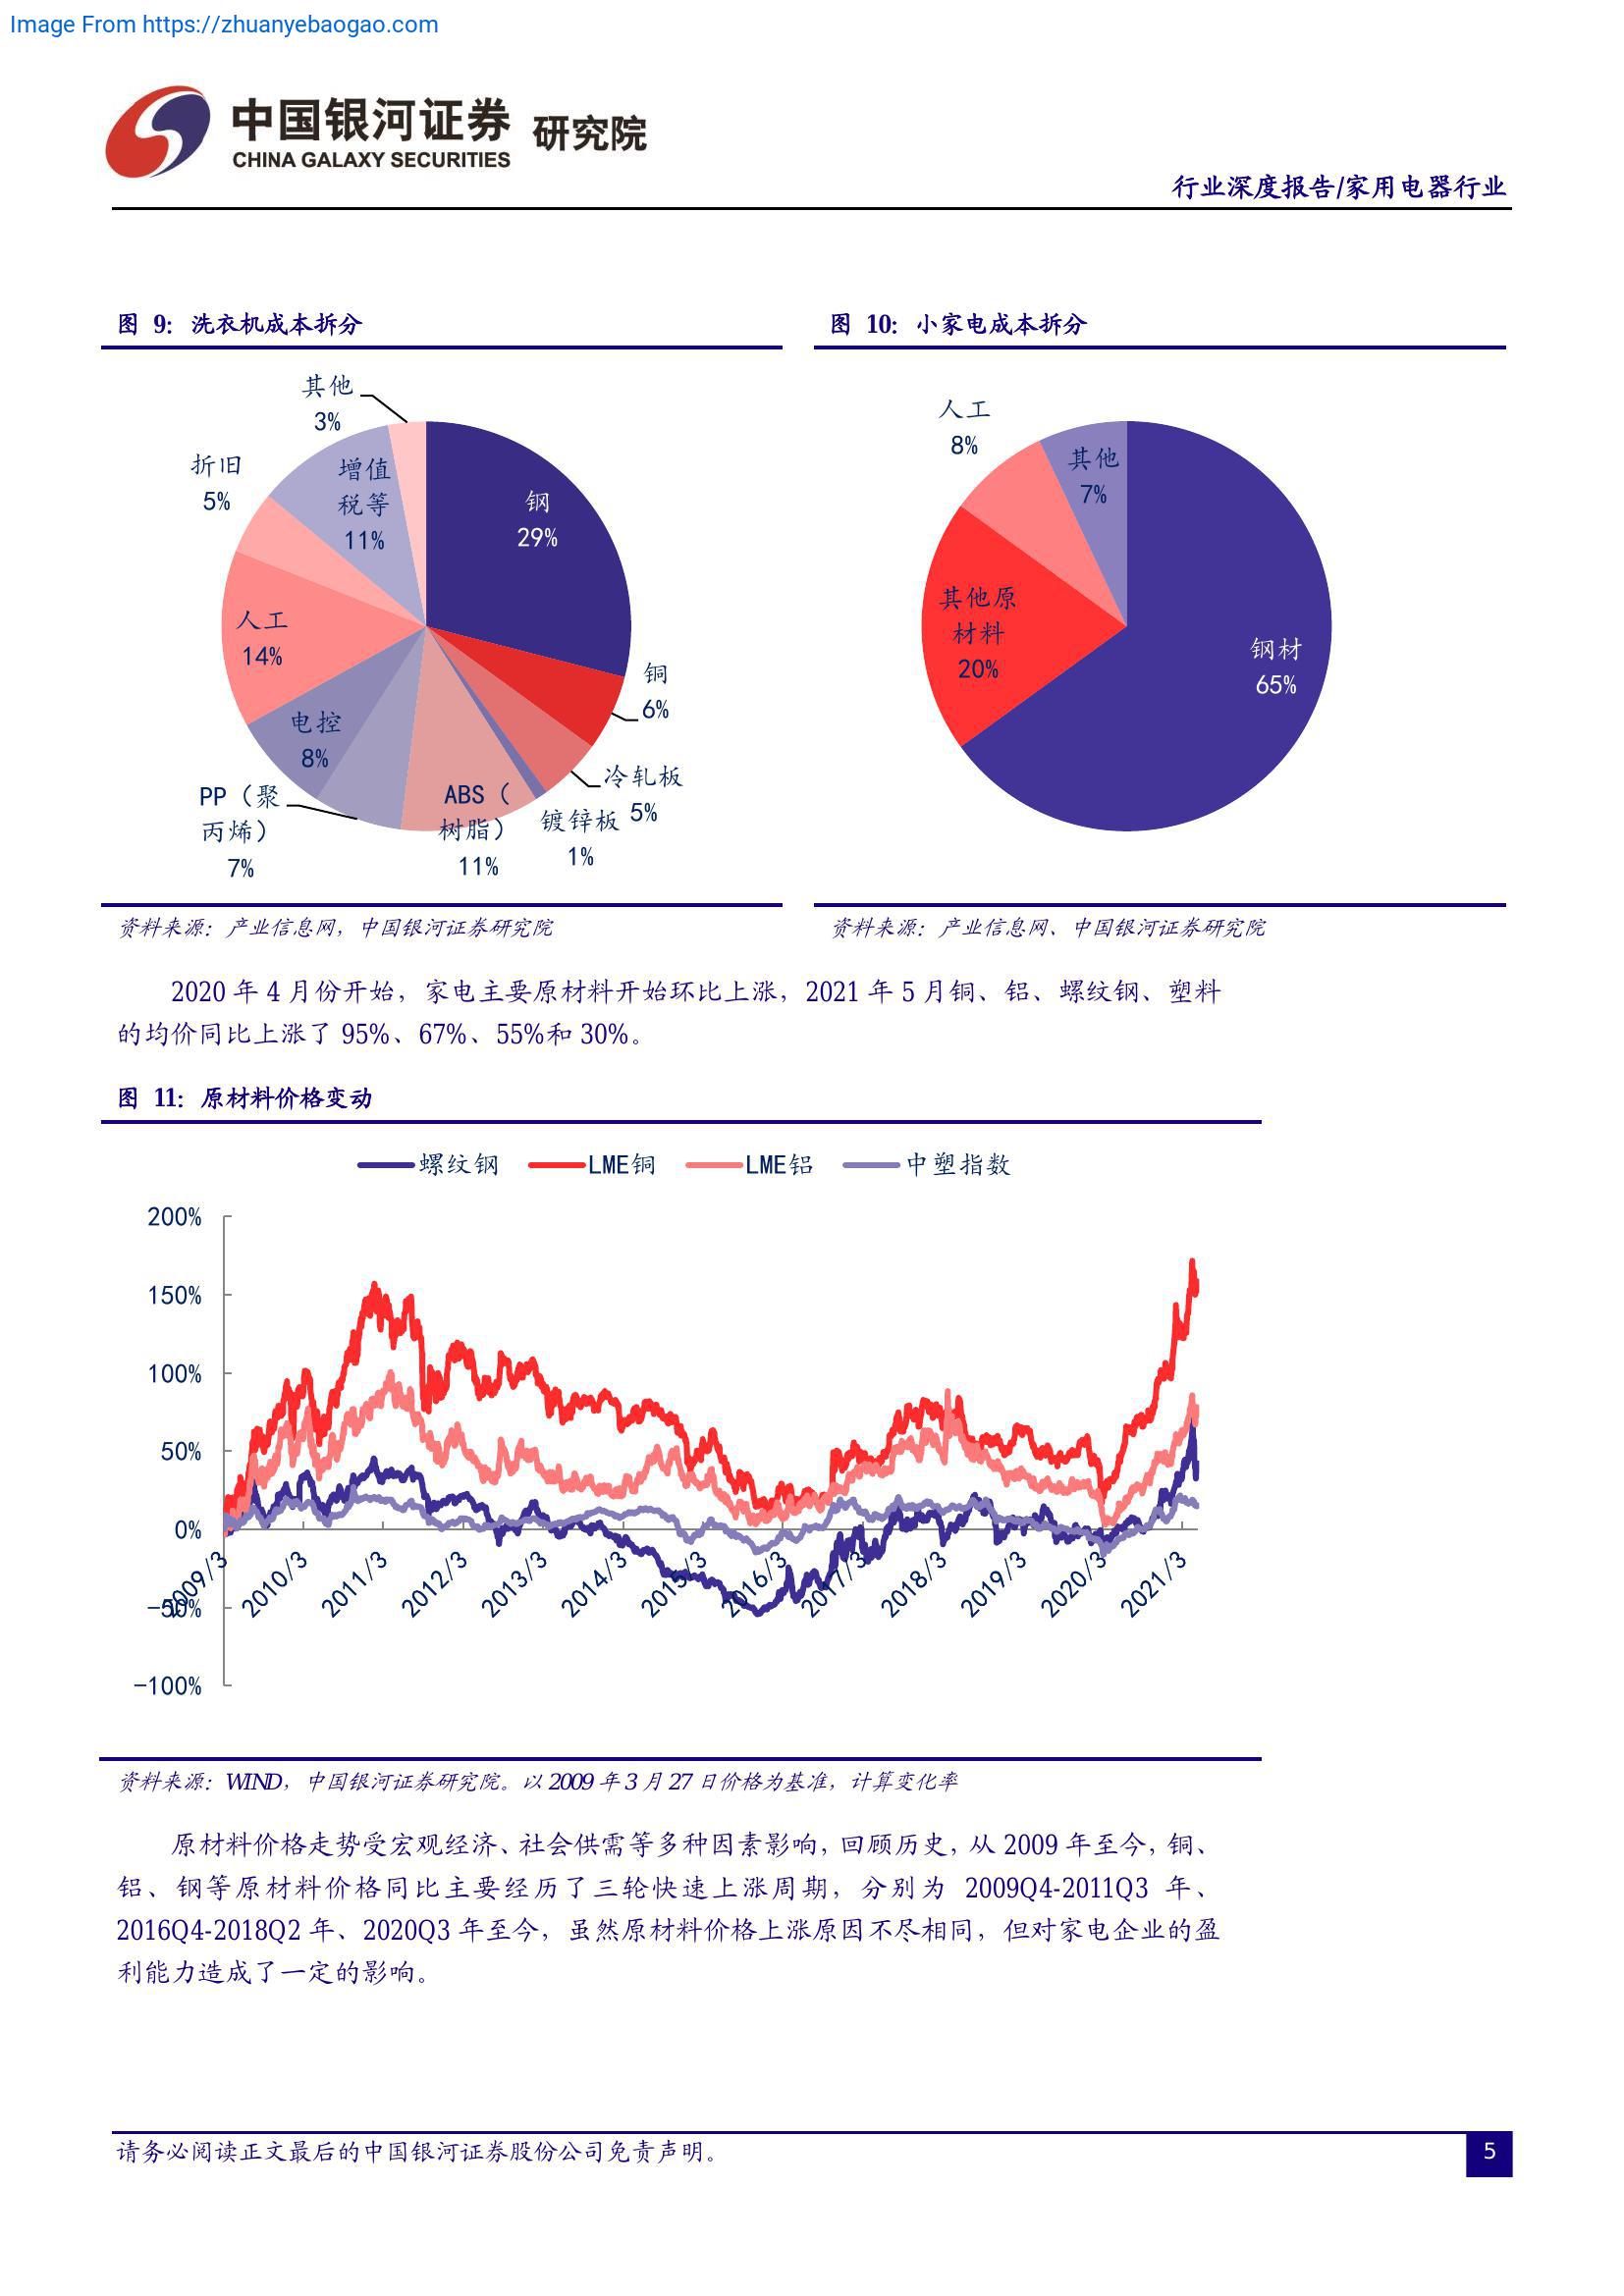 Image From https://zhuanyebaogao.com
中国银河证券 研究院
CHINA GALAXY SECURITIES
行业深度报告/家用电器行业
图 9: 洗衣机成本拆分
其他
3%
折旧
5%
增值
税等
11%
钢
29%
人工
14%
铜
6%
电控
8%
冷轧板
5%
PP（聚
丙烯）
7%
ABS（
树脂）
11%
镀锌板
1%
资料来源：产业信息网，中国银河证券研究院
图 10: 小家电成本拆分
人工
8%
其他
7%
其他原
材料
20%
钢材
65%
资料来源：产业信息网、中国银河证券研究院
2020 年 4 月份开始，家电主要原材料开始环比上涨，2021 年 5 月铜、铝、螺纹钢、塑料
的均价同比上涨了 95%、67%、55%和 30%。
图 11: 原材料价格变动
螺纹钢 LME铜 LME铝 中塑指数
200%
150%
100%
50%
0%
-50%
-100%
2009/3 2010/3 2011/3 2012/3 2013/3 2014/3 2015/3 2016/3 2017/3 2018/3 2019/3 2020/3 2021/3
资料来源：WIND，中国银河证券研究院。以 2009 年 3 月 27 日价格为基准，计算变化率
原材料价格走势受宏观经济、社会供需等多种因素影响，回顾历史，从 2009 年至今，铜、
铝、钢等原材料价格同比主要经历了三轮快速上涨周期，分别为 2009Q4-2011Q3 年、
2016Q4-2018Q2 年、2020Q3 年至今，虽然原材料价格上涨原因不尽相同，但对家电企业的盈
利能力造成了一定的影响。
请务必阅读正文最后的中国银河证券股份公司免责声明。
5